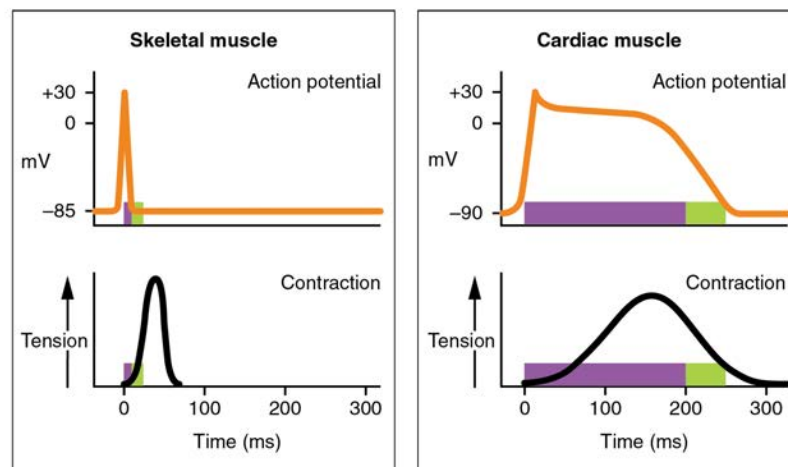 Skeletal muscle
Action potential
+30
0
mV
–85
Contraction
Tension
0 100 200 300
Time (ms)
Cardiac muscle
Action potential
+30
0
mV
–90
Contraction
Tension
0 100 200 300
Time (ms)